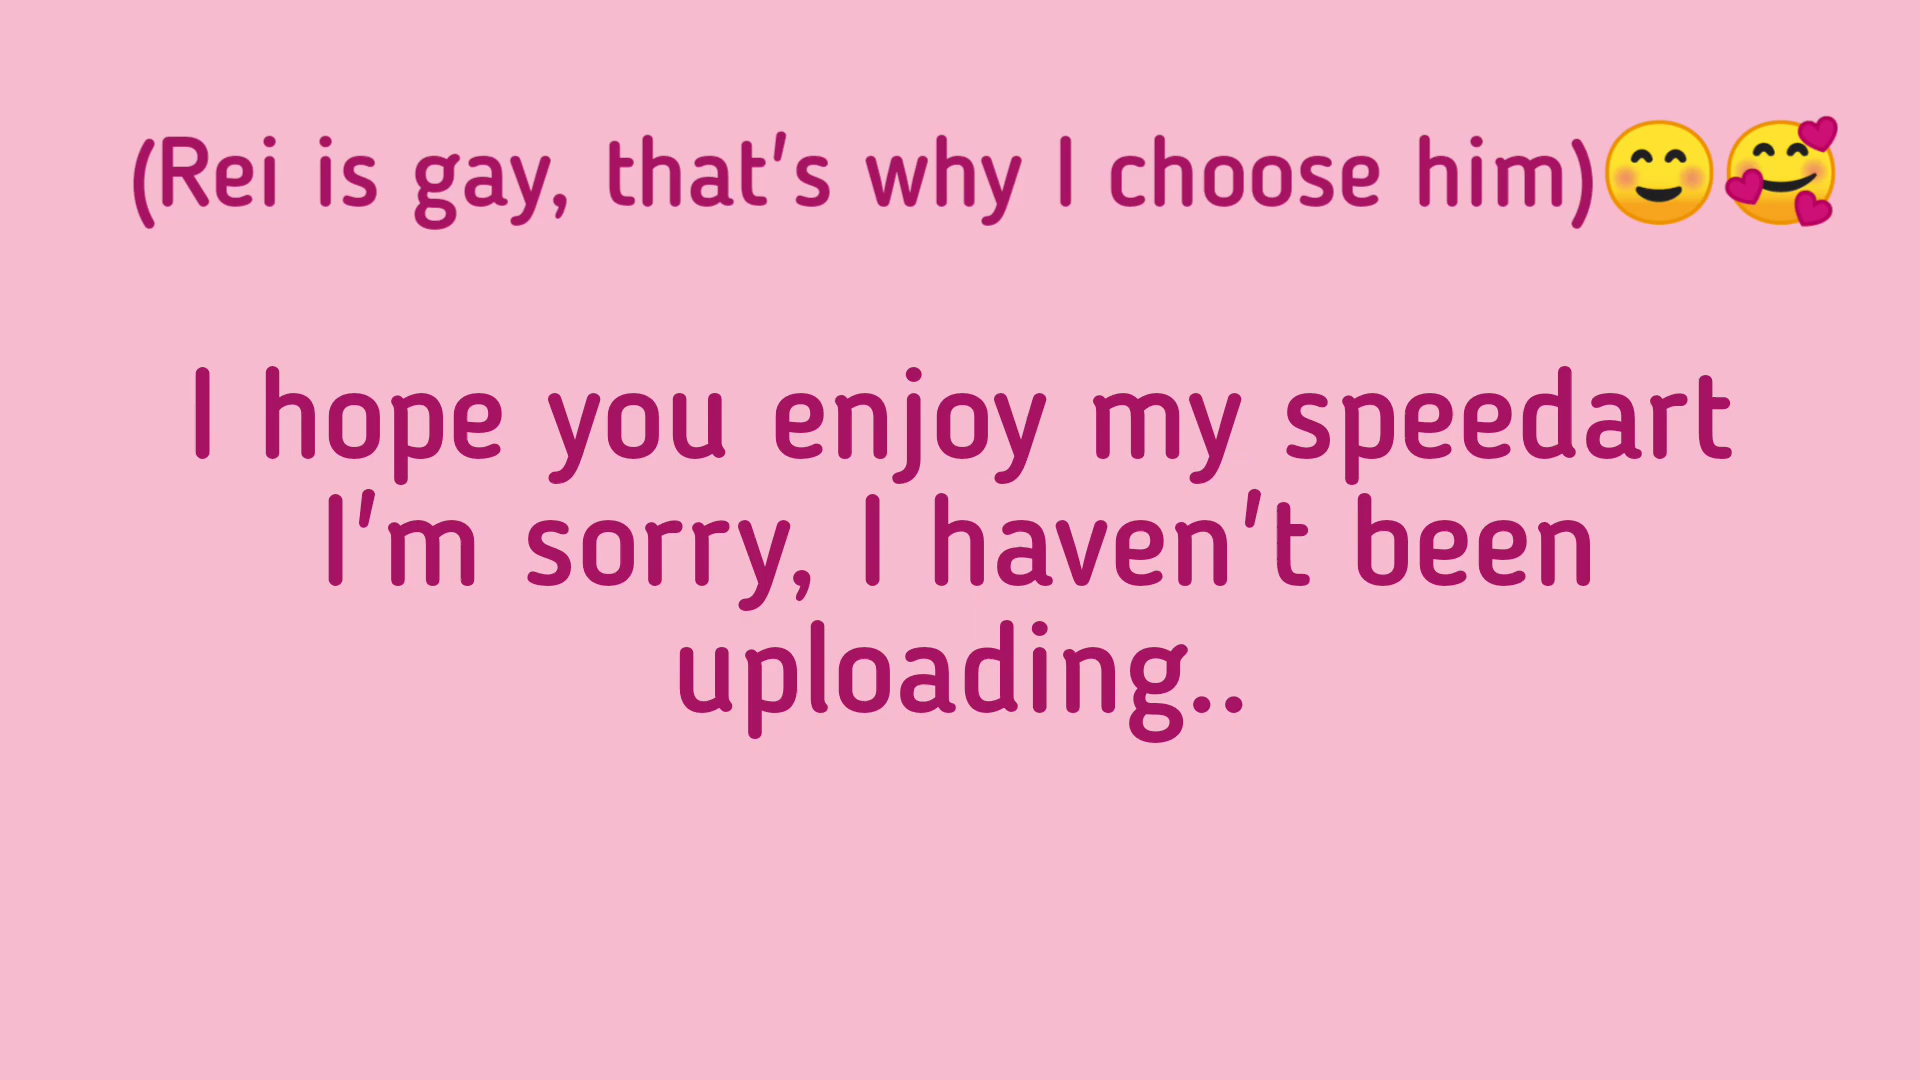 (Rei is gay, that's why I choose him)😊🥰
I hope you enjoy my speedart
I'm sorry, I haven't been
uploading..